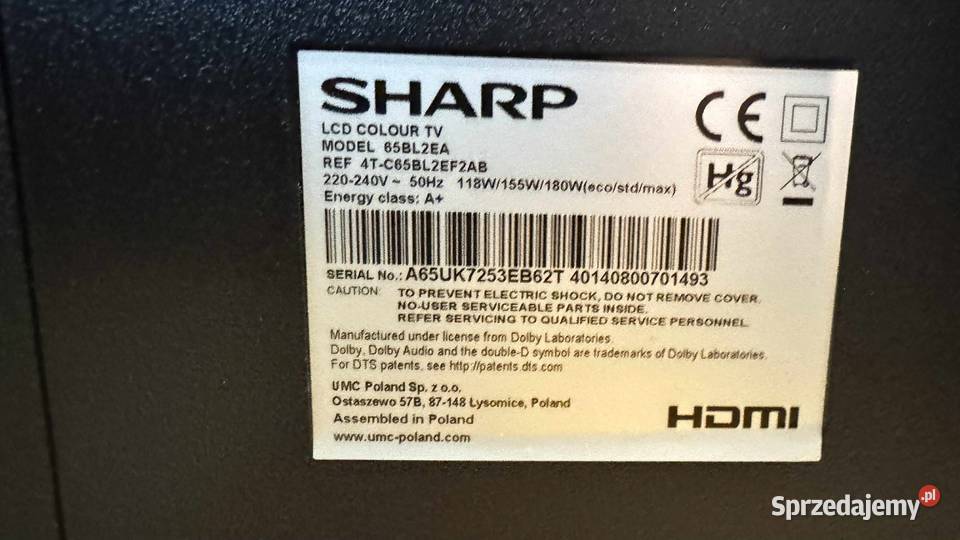 SHARP
LCD COLOUR TV
MODEL 65BL2EA
REF 4T-C65BL2EF2AB
220-240V ~ 50Hz 118W/155W/180W(eco/std/max)
Energy class: A+
CE
Hg
SERIAL No.: A65UK7253EB62T 40140800701493
CAUTION: TO PREVENT ELECTRIC SHOCK, DO NOT REMOVE COVER.
NO-USER SERVICEABLE PARTS INSIDE.
REFER SERVICING TO QUALIFIED SERVICE PERSONNEL.
Manufactured under license from Dolby Laboratories.
Dolby, Dolby Audio and the double-D symbol are trademarks of Dolby Laboratories.
For DTS patents, see http://patents.dts.com
UMC Poland Sp. z o.o.
Ostaszewo 57B, 87-148 Łysomice, Poland
Assembled in Poland
www.umc-poland.com
HDMI
Sprzedajemy.pl